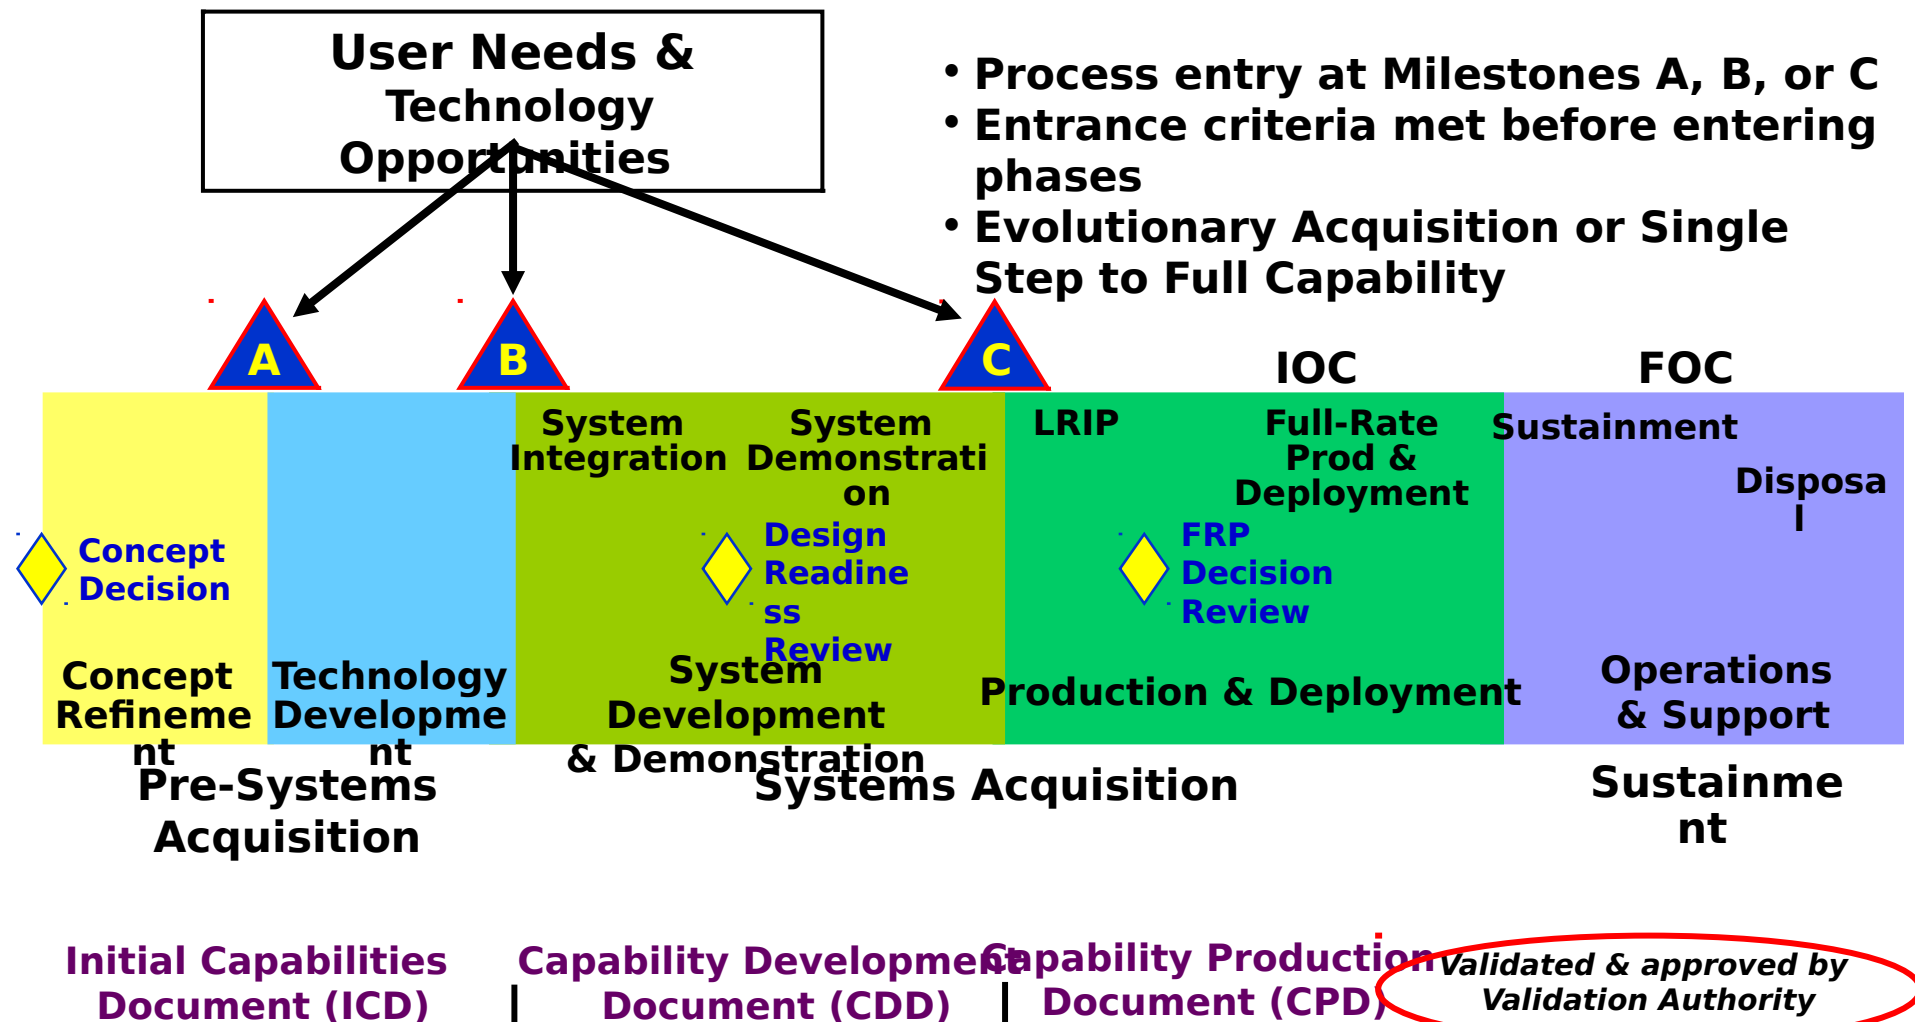 User Needs &
Technology
Opportunities
• Process entry at Milestones A, B, or C
• Entrance criteria met before entering
phases
• Evolutionary Acquisition or Single
Step to Full Capability
A
B
C
IOC
FOC
System
Integration
System
Demonstrati
on
LRIP
Full-Rate
Prod &
Deployment
Sustainment
Disposa
l
Concept
Decision
Design
Readine
ss
Review
FRP
Decision
Review
Concept
Refineme
nt
Technology
Developme
nt
System
Development
& Demonstration
Production & Deployment
Operations
& Support
Pre-Systems
Acquisition
Systems Acquisition
Sustainme
nt
Initial Capabilities
Document (ICD)
Capability Development
Document (CDD)
Capability Production
Document (CPD)
Validated & approved by
Validation Authority